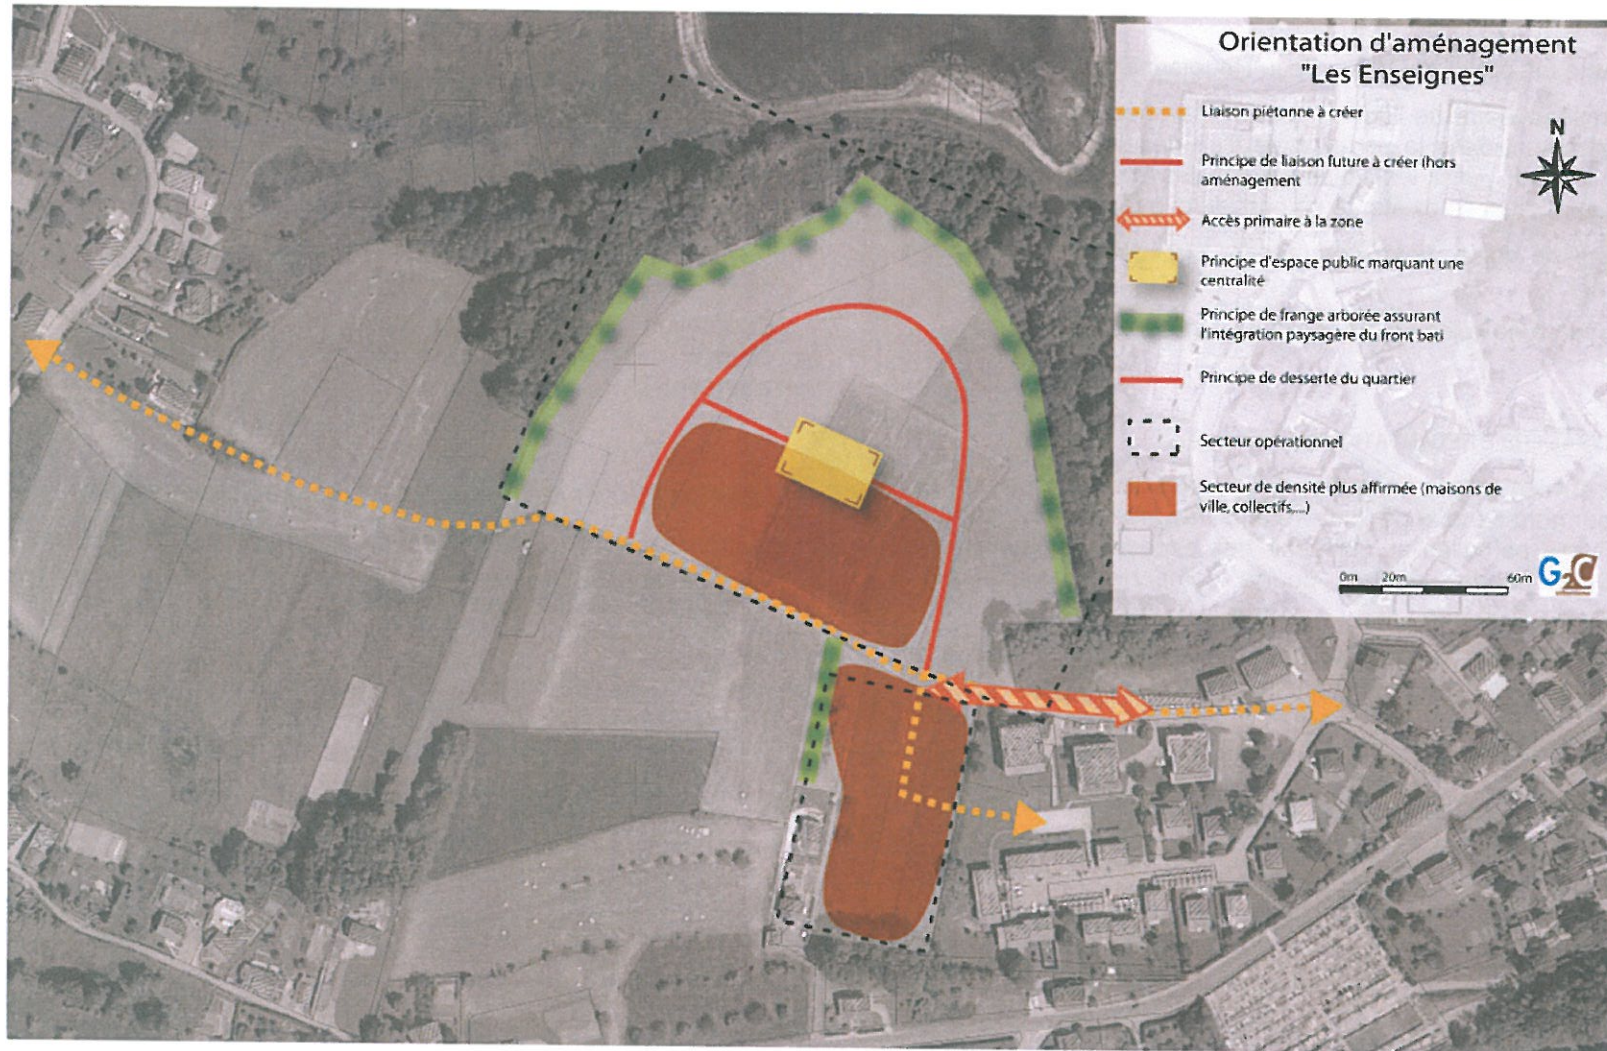 Orientation d'aménagement
"Les Enseignes"
Liaison piétonne à créer
N
Principe de liaison future à créer (hors
aménagement
Accès primaire à la zone
Principe d'espace public marquant une
centralité
Principe de frange arborée assurant
l'intégration paysagère du front bati
Principe de desserte du quartier
Secteur opérationnel
Secteur de densité plus affirmée (maisons de
ville, collectifs,...)
0m 20m 60m
G2C